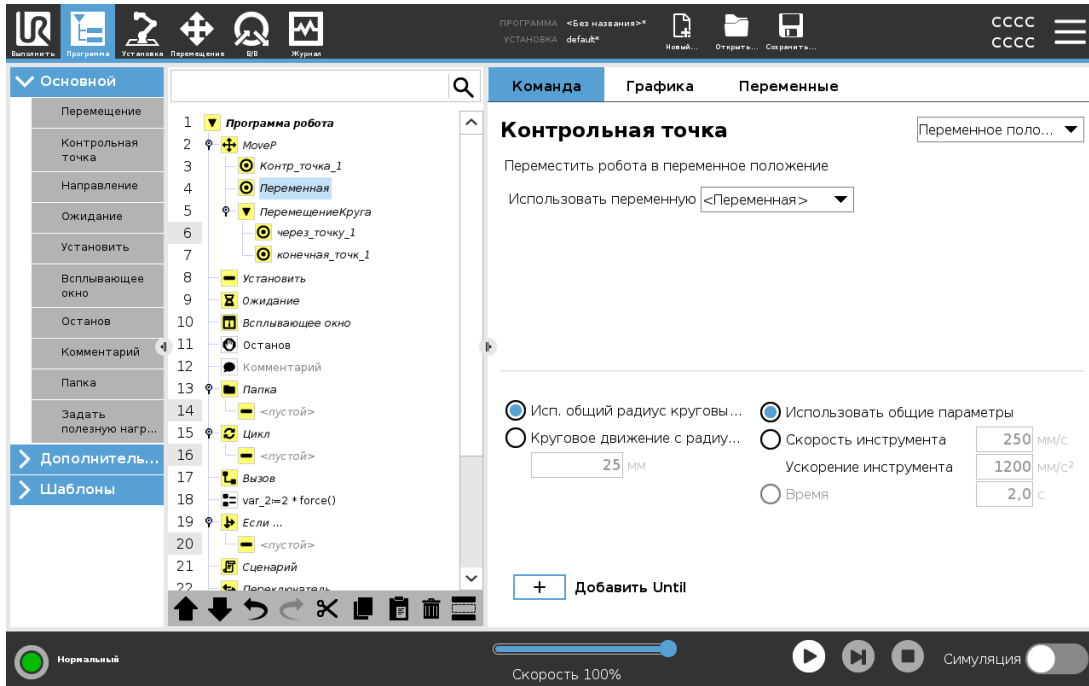 ПРОГРАММА <Без названия>*
УСТАНОВКА default*
Выполнить
Программа
Установка
Перемещение
В/В
Журнал
Новый...
Открыть...
Сохранить...
CCCC
CCCC
Основной
Перемещение
Контрольная
точка
Направление
Ожидание
Установить
Всплывающее
окно
Останов
Комментарий
Папка
Задать
полезную нагр...
Дополнитель...
Шаблоны
1 Программа робота
2 MoveP
3 Контр_точка_1
4 Переменная
5 ПеремещениеКруга
6 через_точку_1
7 конечная_точк_1
8 Установить
9 Ожидание
10 Всплывающее окно
11 Останов
12 Комментарий
13 Папка
14 <пустой>
15 Цикл
16 <пустой>
17 Вызов
18 var_2≔2 * force()
19 Если ...
20 <пустой>
21 Сценарий
22 Переключатель
Команда
Графика
Переменные
Контрольная точка
Переменное поло...
Переместить робота в переменное положение
Использовать переменную <Переменная>
Исп. общий радиус круговы...
Круговое движение с радиу...
25 мм
Использовать общие параметры
Скорость инструмента 250 мм/с
Ускорение инструмента 1200 мм/с²
Время 2,0 с
+ Добавить Until
Нормальный
Скорость 100%
Симуляция